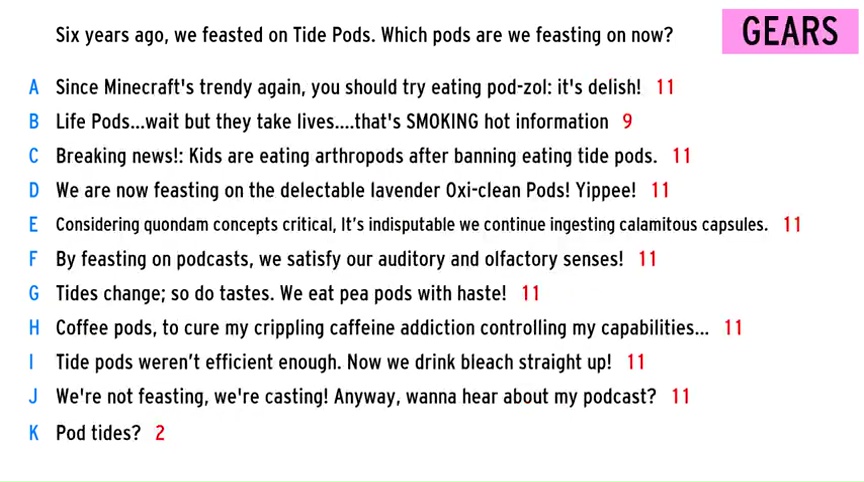 Six years ago, we feasted on Tide Pods. Which pods are we feasting on now?
GEARS
A Since Minecraft's trendy again, you should try eating pod-zol: it's delish! 11
B Life Pods...wait but they take lives....that's SMOKING hot information 9
C Breaking news!: Kids are eating arthropods after banning eating tide pods. 11
D We are now feasting on the delectable lavender Oxi-clean Pods! Yippee! 11
E Considering quondam concepts critical, It's indisputable we continue ingesting calamitous capsules. 11
F By feasting on podcasts, we satisfy our auditory and olfactory senses! 11
G Tides change; so do tastes. We eat pea pods with haste! 11
H Coffee pods, to cure my crippling caffeine addiction controlling my capabilities... 11
I Tide pods weren't efficient enough. Now we drink bleach straight up! 11
J We're not feasting, we're casting! Anyway, wanna hear about my podcast? 11
K Pod tides? 2